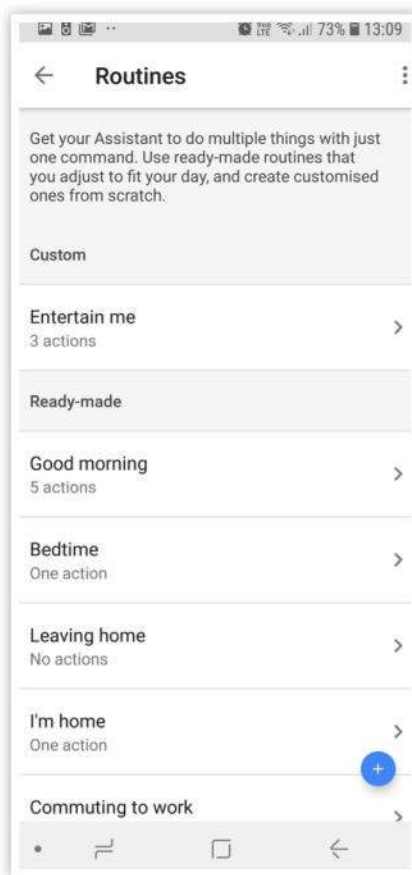 73% 13:09
Routines
Get your Assistant to do multiple things with just
one command. Use ready-made routines that
you adjust to fit your day, and create customised
ones from scratch.
Custom
Entertain me
3 actions
Ready-made
Good morning
5 actions
Bedtime
One action
Leaving home
No actions
I'm home
One action
Commuting to work